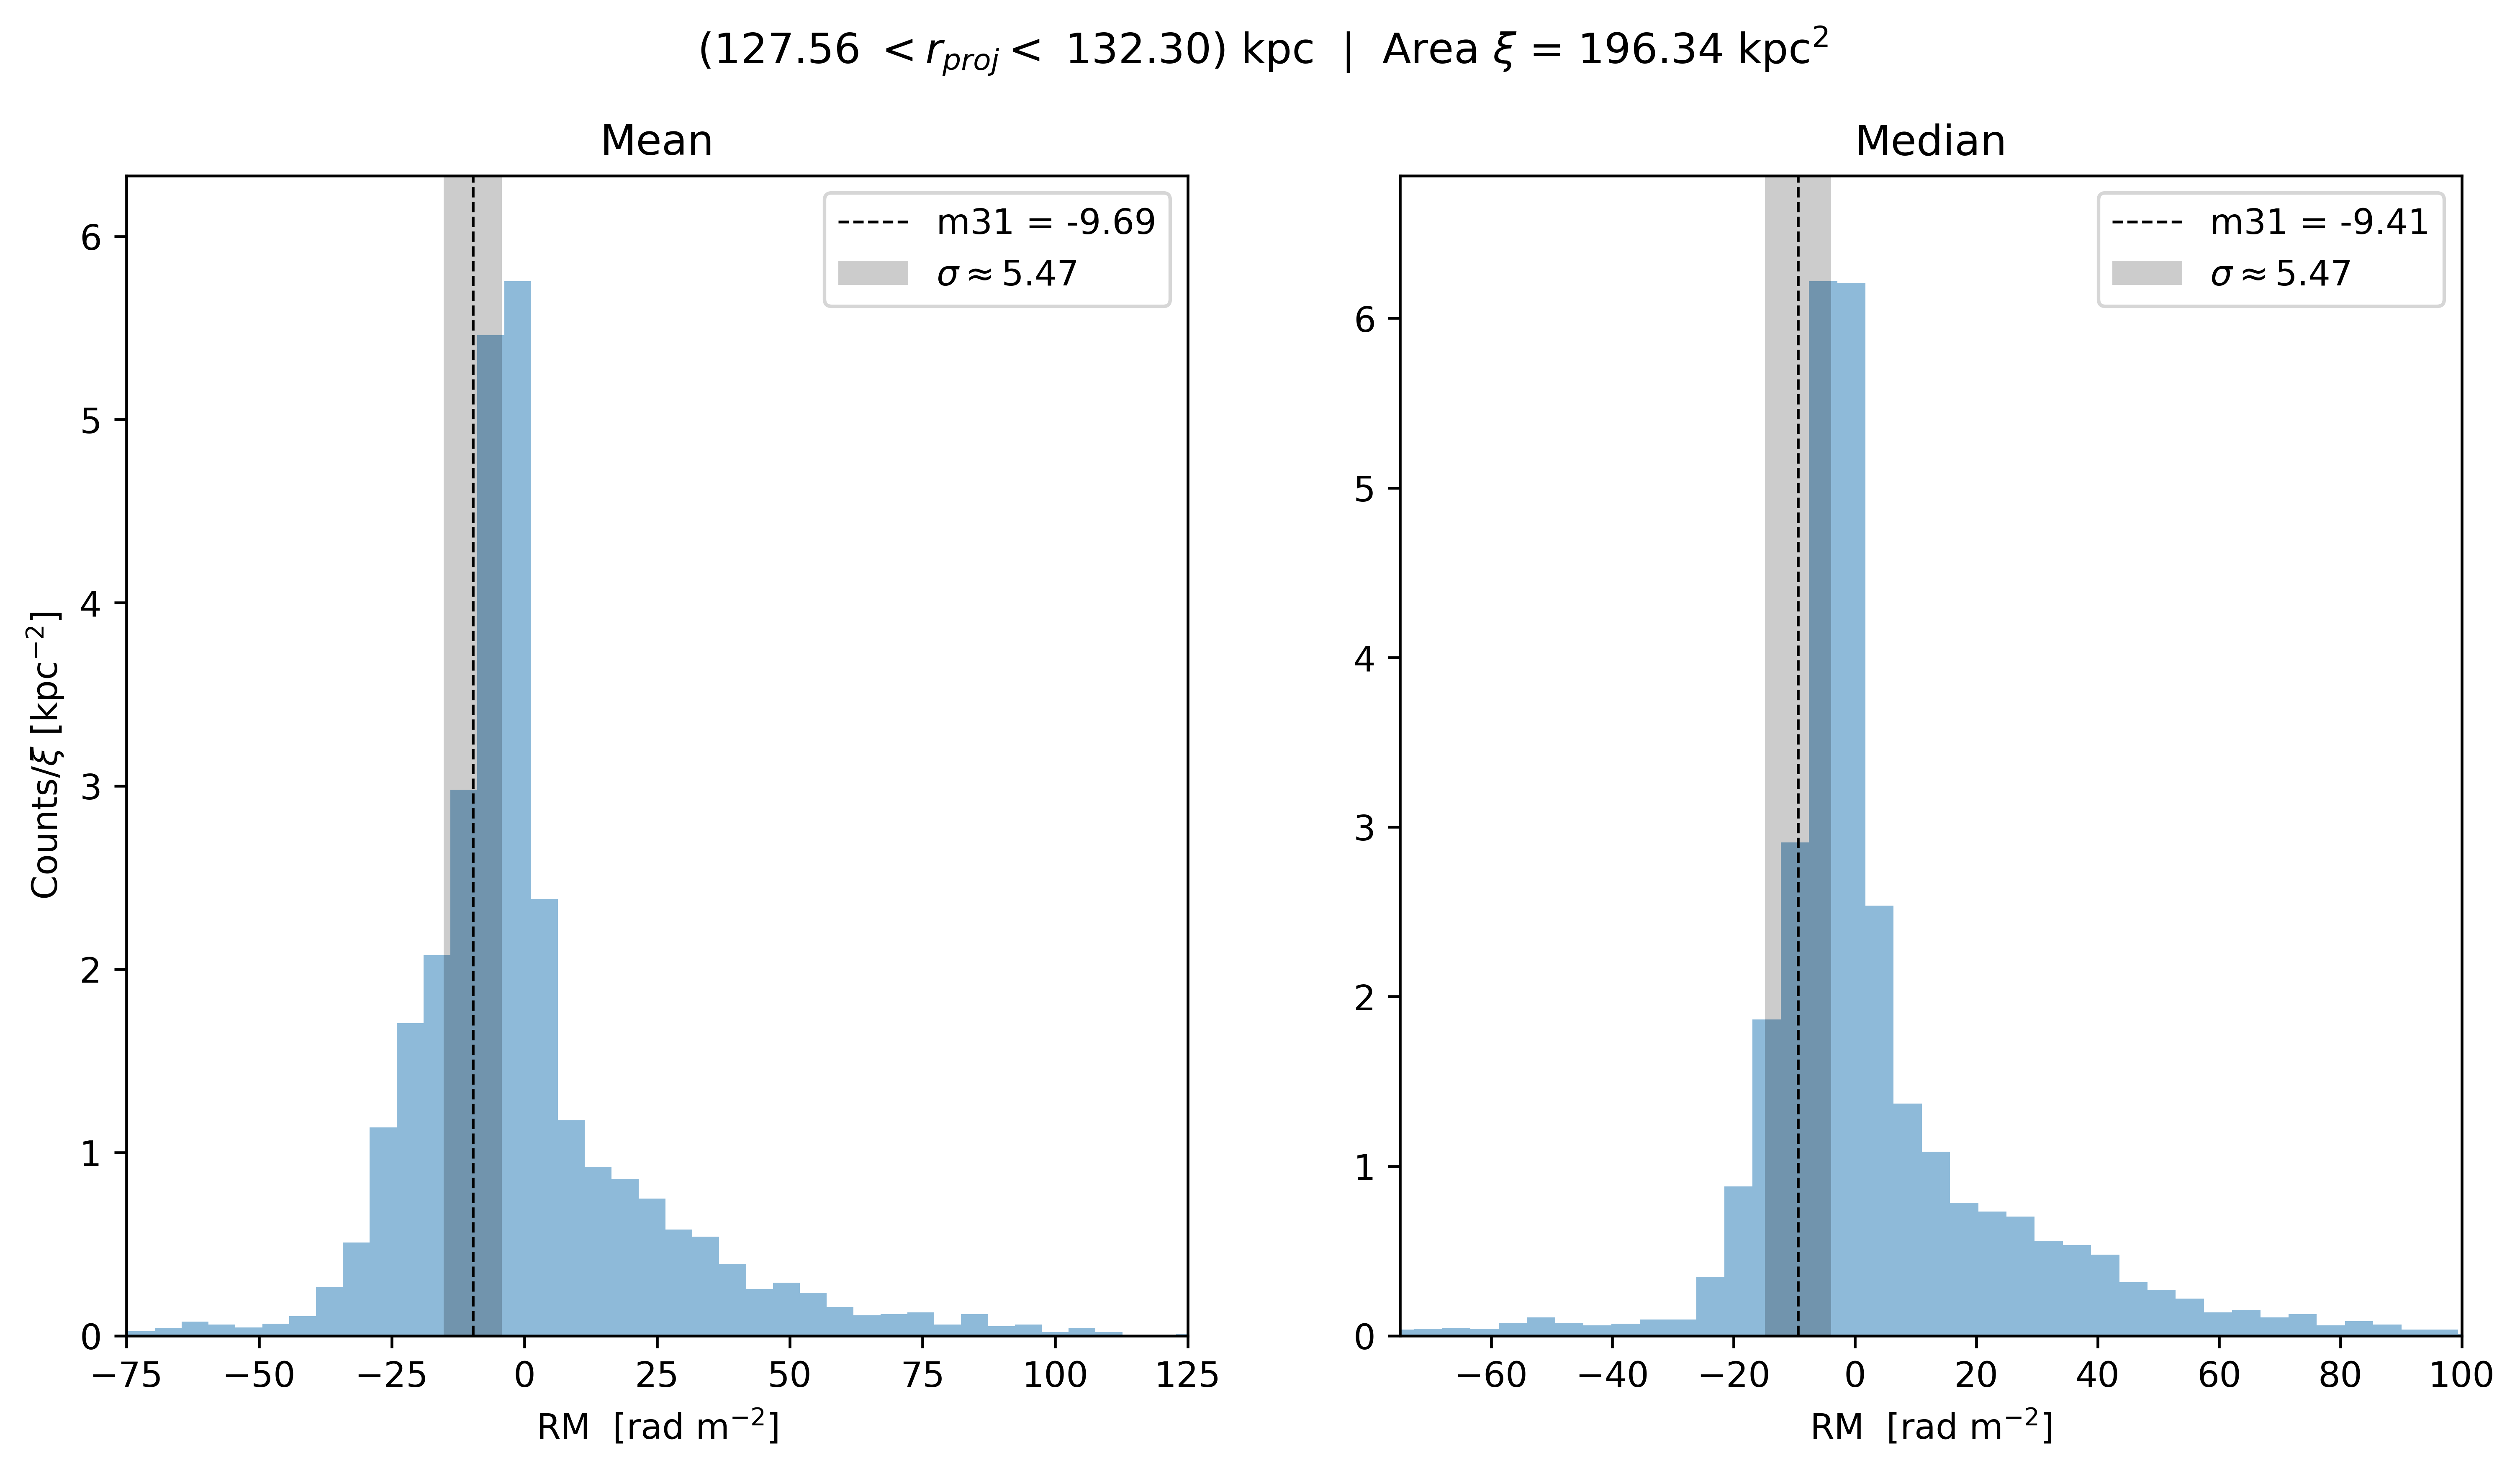 (127.56 < r_proj < 132.30) kpc | Area ξ = 196.34 kpc²
Mean
m31 = -9.69
σ ≈ 5.47
6
5
4
3
2
1
0
Counts/ξ [kpc⁻²]
−75 −50 −25 0 25 50 75 100 125
RM [rad m⁻²]
Median
m31 = -9.41
σ ≈ 5.47
6
5
4
3
2
1
0
−60 −40 −20 0 20 40 60 80 100
RM [rad m⁻²]